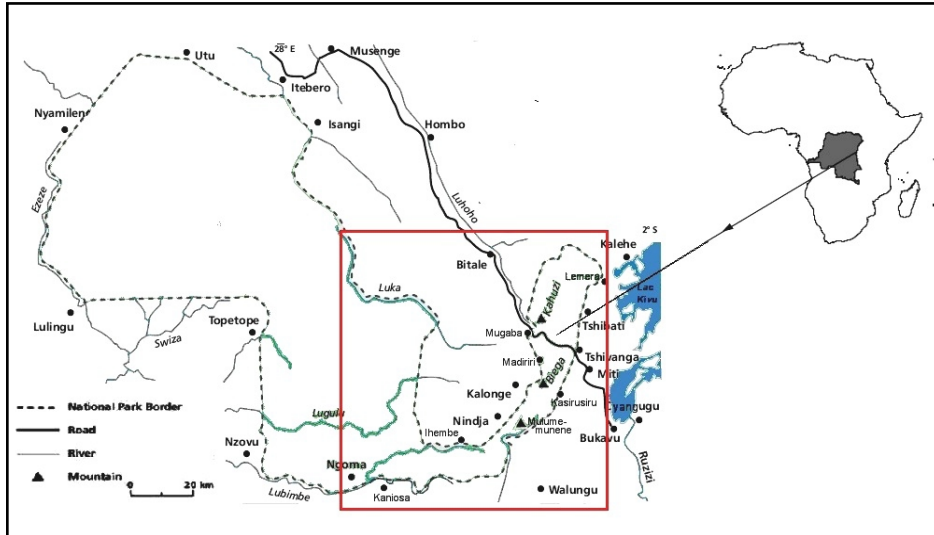 28° E
Musenge
Utu
Itebero
Nyamilen
Isangi
Hombo
Ezeze
Luhoho
2° S
Kalehe
Bitale
Lemera
Kahuzi
Lac
Kivu
Luka
Lulingu
Swiza
Topetope
Mugaba
Tshibati
Madiriri
Tshivanga
Biega
Miti
National Park Border
Kalonge
Kasirusiru
Lugulu
Nindja
Mulume-
munene
Cyangugu
Road
Ihembe
Bukavu
River
Nzovu
Mountain
Ngoma
Ruzizi
0
20 km
Lubimbe
Kaniosa
Walungu